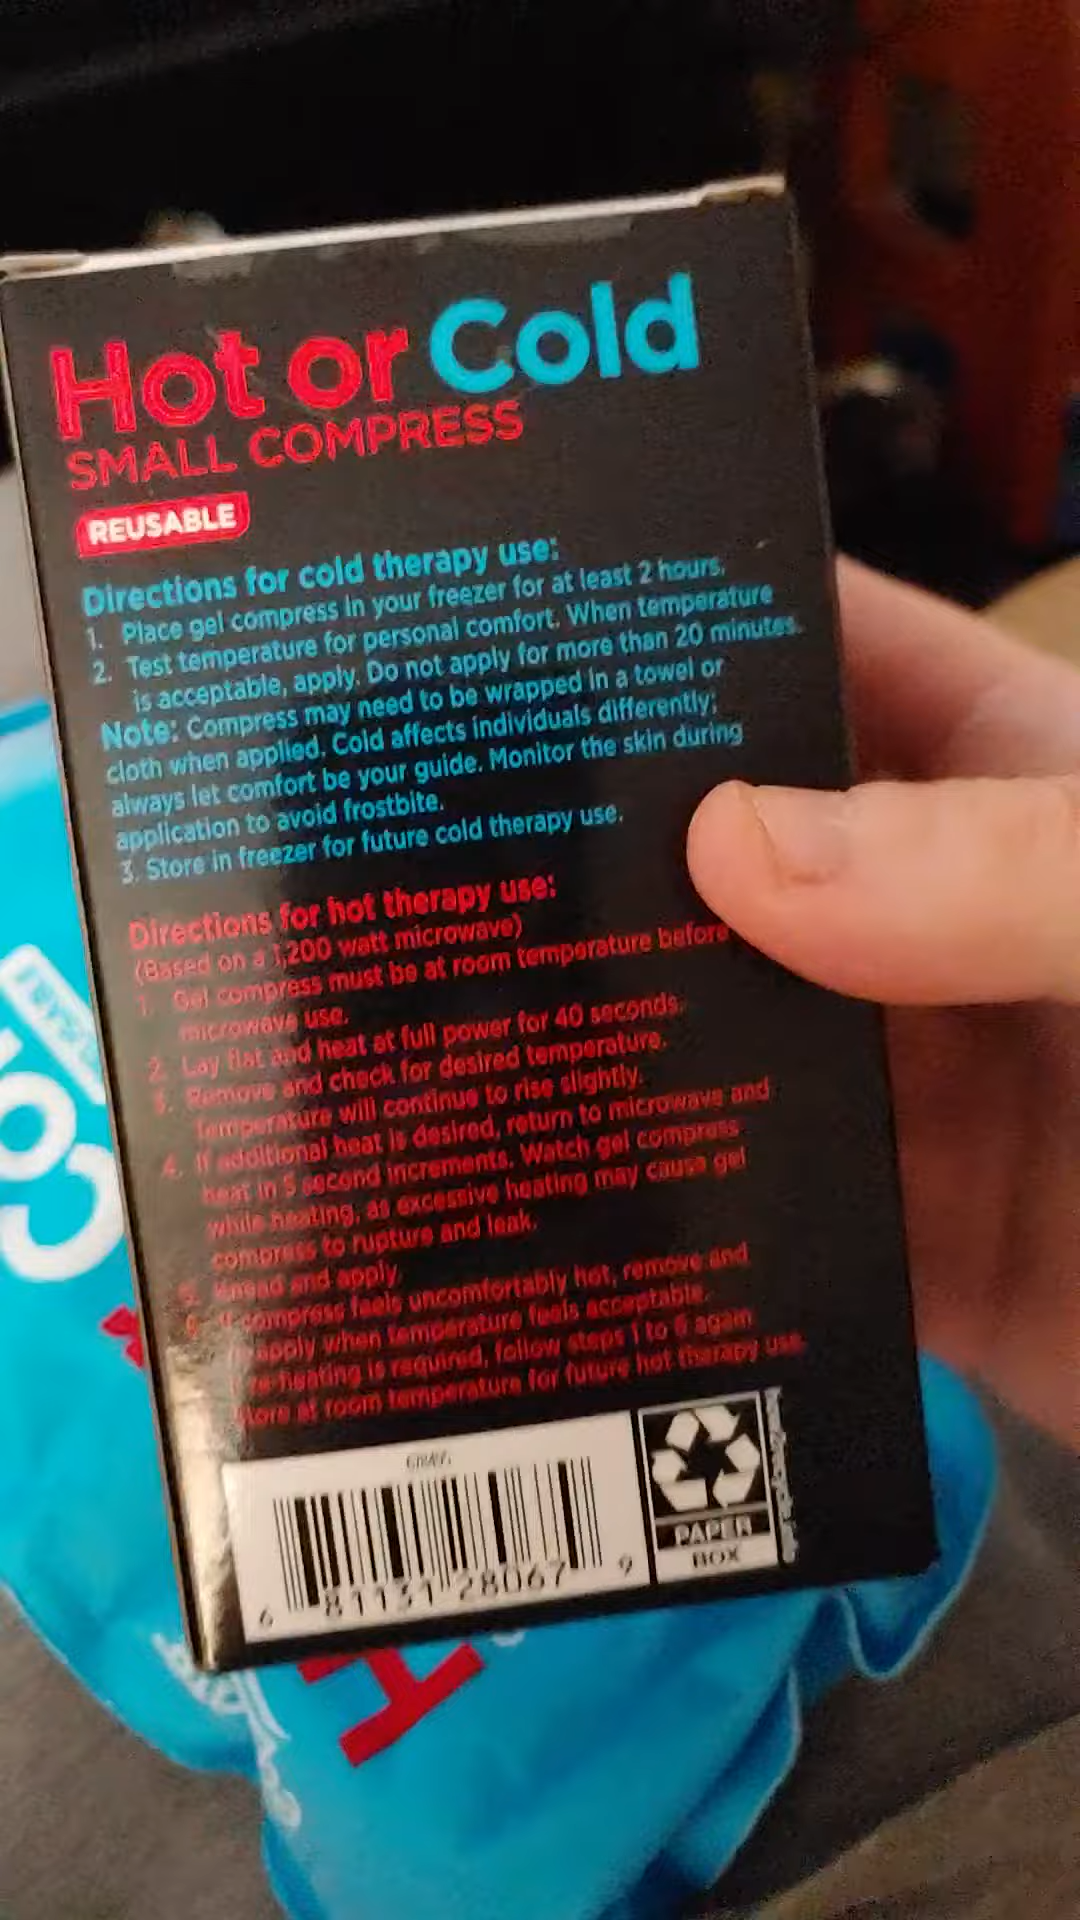 Hot or Cold
SMALL COMPRESS
REUSABLE
Directions for cold therapy use:
1. Place gel compress in your freezer for at least 2 hours.
2. Test temperature for personal comfort. When temperature
is acceptable, apply. Do not apply for more than 20 minutes.
Note: Compress may need to be wrapped in a towel or
cloth when applied. Cold affects individuals differently;
always let comfort be your guide. Monitor the skin during
application to avoid frostbite.
3. Store in freezer for future cold therapy use.
Directions for hot therapy use:
(Based on a 1,200 watt microwave)
1. Gel compress must be at room temperature before
microwave use.
2. Lay flat and heat at full power for 40 seconds.
3. Remove and check for desired temperature.
Temperature will continue to rise slightly.
4. If additional heat is desired, return to microwave and
heat in 5 second increments. Watch gel compress
while heating, as excessive heating may cause gel
compress to rupture and leak.
5. Knead and apply.
6. If compress feels uncomfortably hot, remove and
apply when temperature feels acceptable.
heating is required, follow steps 1 to 6 again
Store at room temperature for future hot therapy use.
6 81131 28067 9
PAPER
BOX
Co
H